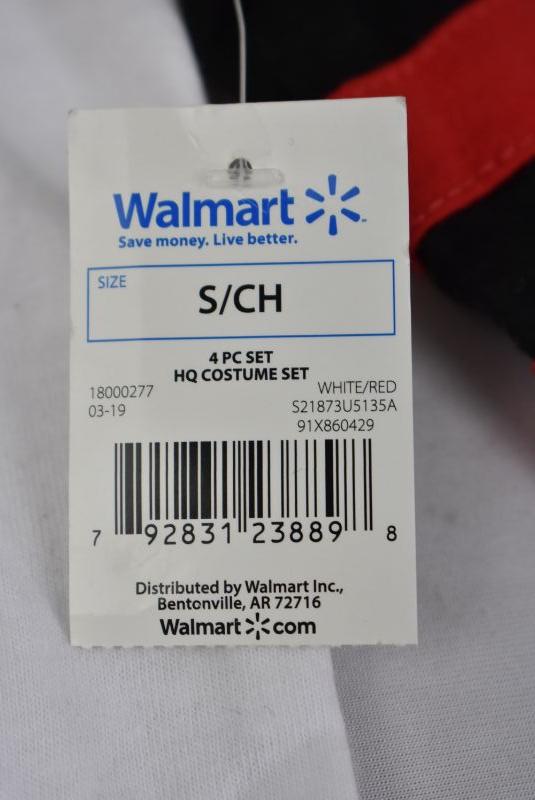 Walmart
Save money. Live better.
SIZE
S/CH
4 PC SET
HQ COSTUME SET
18000277 WHITE/RED
03-19 S21873U5135A
91X860429
7 92831 23889 8
Distributed by Walmart Inc.,
Bentonville, AR 72716
Walmart com